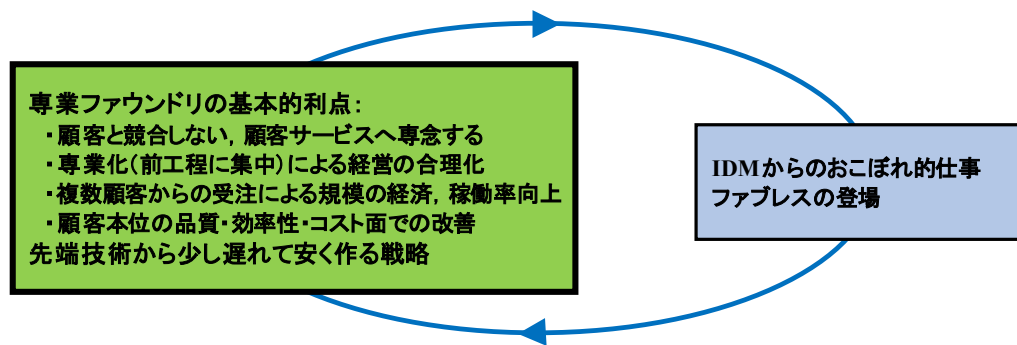 専業ファウンドリの基本的利点:
・顧客と競合しない, 顧客サービスへ専念する
・専業化(前工程に集中)による経営の合理化
・複数顧客からの受注による規模の経済, 稼働率向上
・顧客本位の品質・効率性・コスト面での改善
先端技術から少し遅れて安く作る戦略
IDMからのおこぼれ的仕事
ファブレスの登場